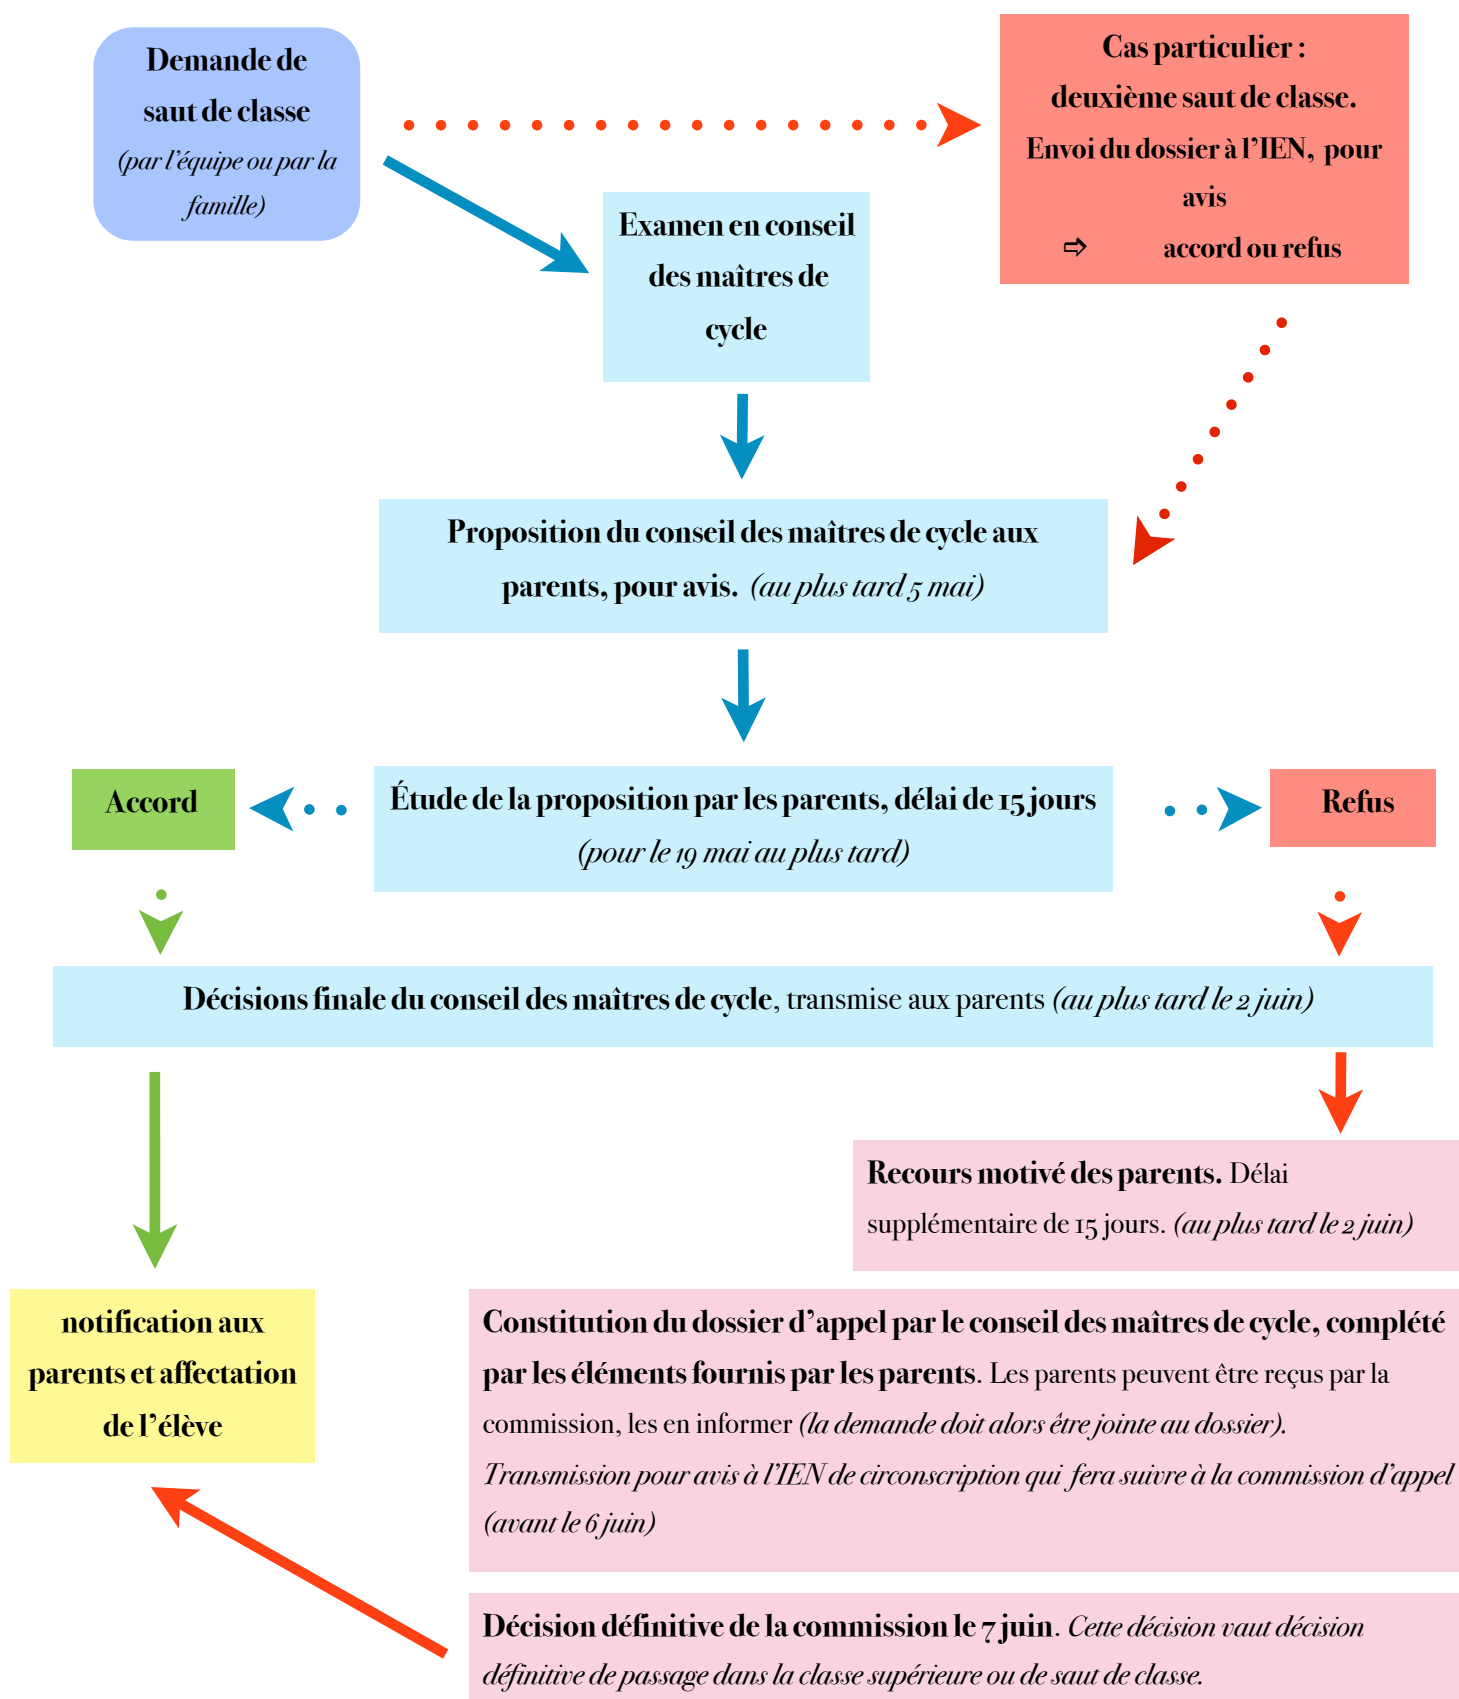 Demande de
saut de classe
(par l’équipe ou par la
famille)
Cas particulier :
deuxième saut de classe.
Envoi du dossier à l’IEN, pour
avis
⇨ accord ou refus
Examen en conseil
des maîtres de
cycle
Proposition du conseil des maîtres de cycle aux
parents, pour avis. (au plus tard 5 mai)
Accord
Étude de la proposition par les parents, délai de 15 jours
(pour le 19 mai au plus tard)
Refus
Décisions finale du conseil des maîtres de cycle, transmise aux parents (au plus tard le 2 juin)
Recours motivé des parents. Délai
supplémentaire de 15 jours. (au plus tard le 2 juin)
notification aux
parents et affectation
de l’élève
Constitution du dossier d’appel par le conseil des maîtres de cycle, complété
par les éléments fournis par les parents. Les parents peuvent être reçus par la
commission, les en informer (la demande doit alors être jointe au dossier).
Transmission pour avis à l’IEN de circonscription qui fera suivre à la commission d’appel
(avant le 6 juin)
Décision définitive de la commission le 7 juin. Cette décision vaut décision
définitive de passage dans la classe supérieure ou de saut de classe.